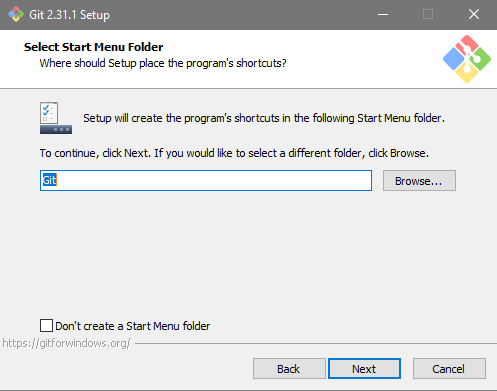 Git 2.31.1 Setup
Select Start Menu Folder
Where should Setup place the program's shortcuts?
Setup will create the program's shortcuts in the following Start Menu folder.
To continue, click Next. If you would like to select a different folder, click Browse.
Git
Browse...
Don't create a Start Menu folder
https://gitforwindows.org/
Back
Next
Cancel